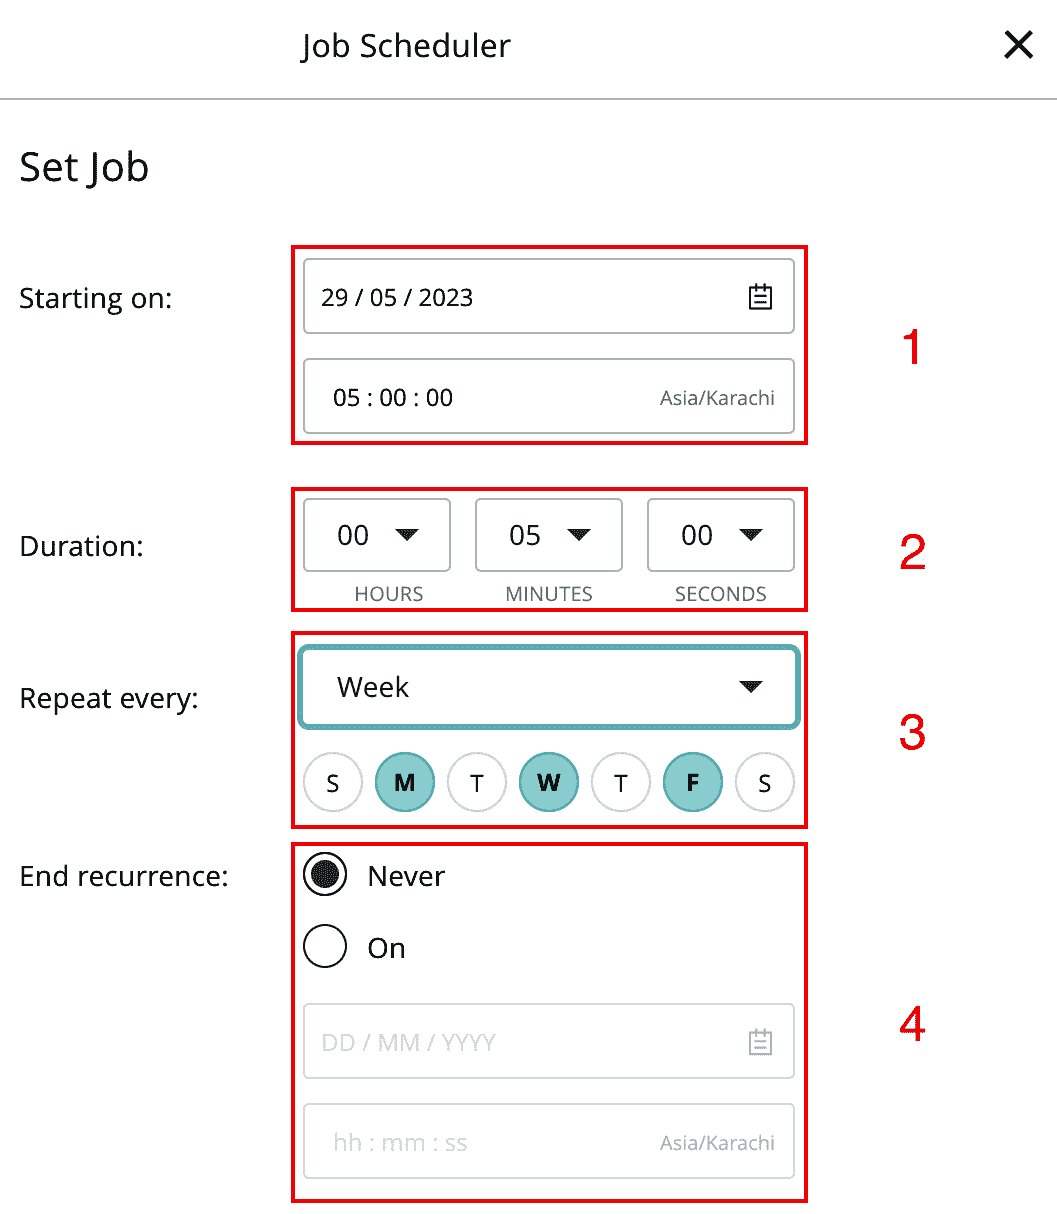 Job Scheduler
Set Job
Starting on:
29 / 05 / 2023
1
05 : 00 : 00 Asia/Karachi
Duration:
00 05 00
2
HOURS MINUTES SECONDS
Repeat every:
Week
3
S M T W T F S
End recurrence:
Never
On
4
DD / MM / YYYY
hh : mm : ss Asia/Karachi